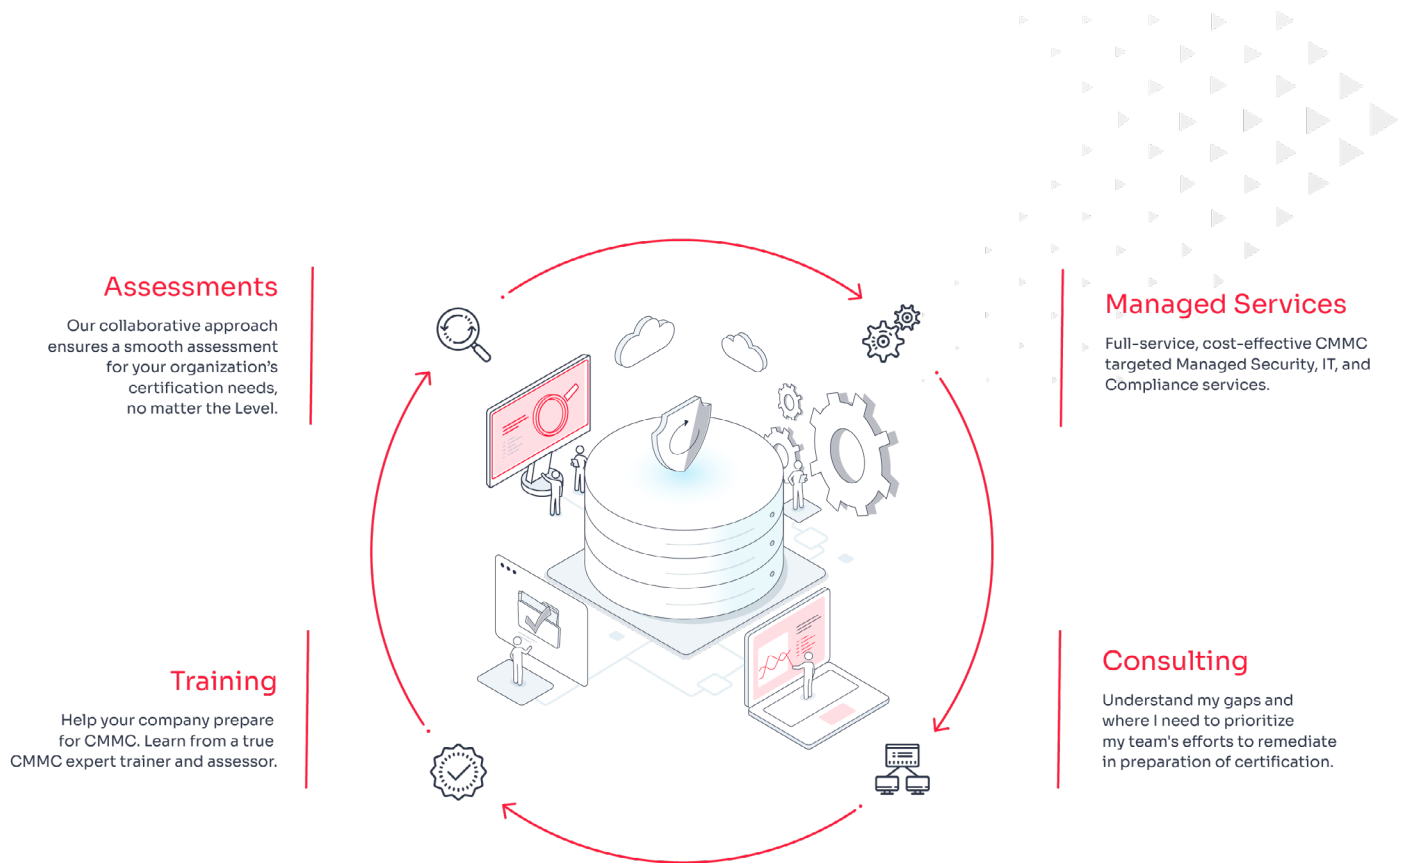 Assessments
Our collaborative approach
ensures a smooth assessment
for your organization's
certification needs,
no matter the Level.
Managed Services
Full-service, cost-effective CMMC
targeted Managed Security, IT, and
Compliance services.
Training
Help your company prepare
for CMMC. Learn from a true
CMMC expert trainer and assessor.
Consulting
Understand my gaps and
where I need to prioritize
my team's efforts to remediate
in preparation of certification.